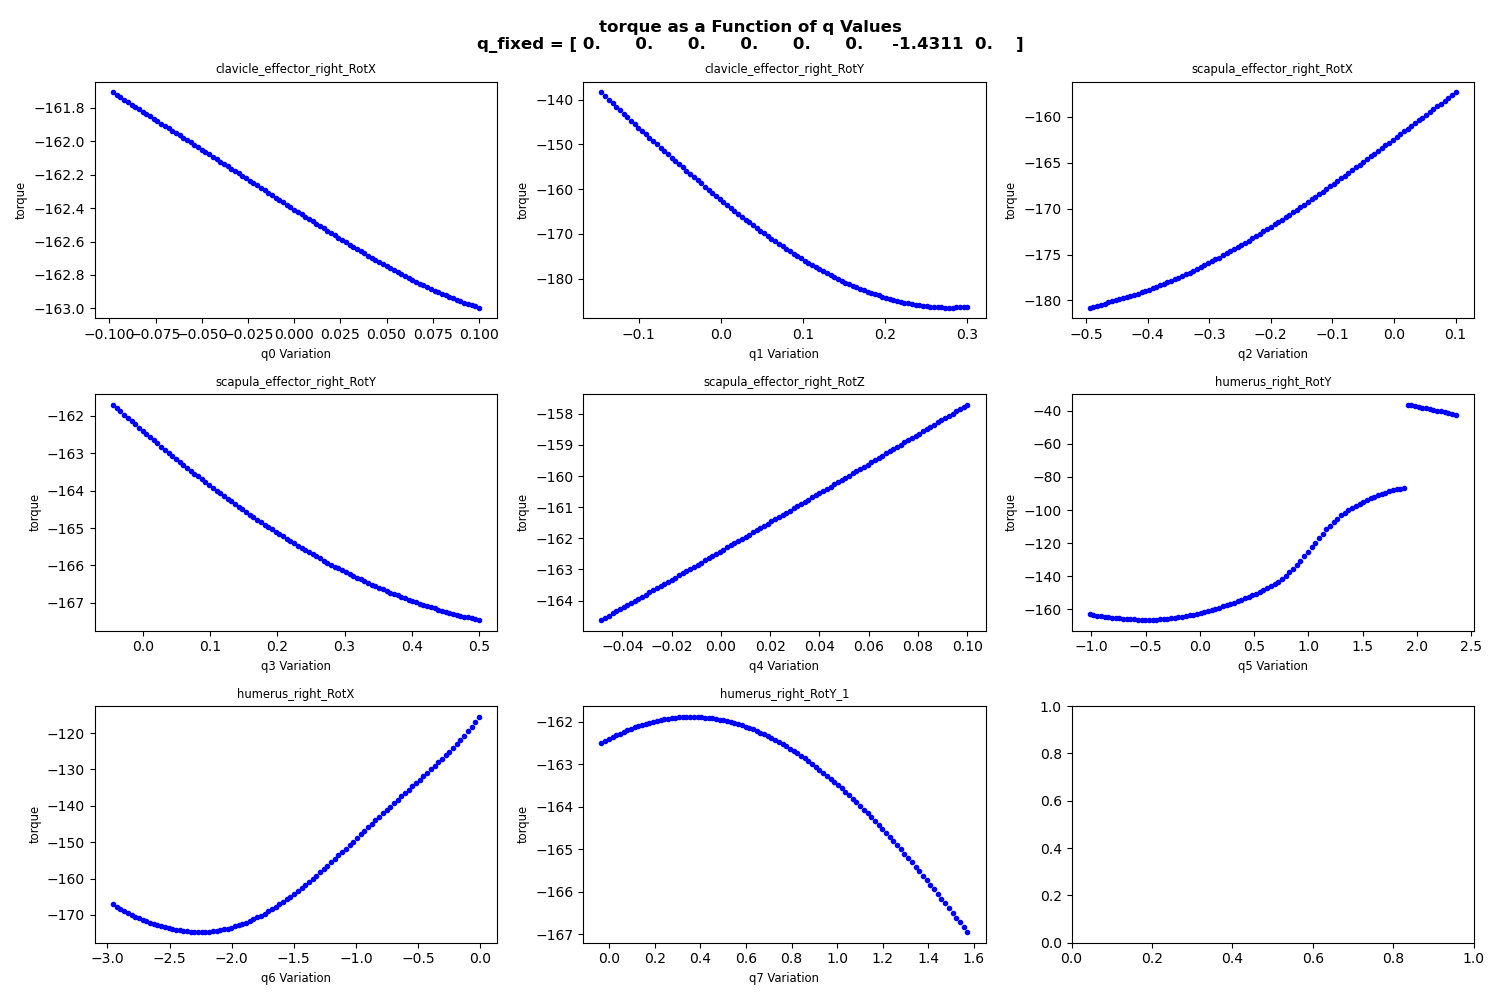 torque as a Function of q Values
q_fixed = [ 0. 0. 0. 0. 0. 0. -1.4311 0. ]
clavicle_effector_right_RotX
−161.8
−162.0
−162.2
−162.4
−162.6
−162.8
−163.0
torque
−0.100 −0.075 −0.050 −0.025 0.000 0.025 0.050 0.075 0.100
q0 Variation
clavicle_effector_right_RotY
−140
−150
−160
−170
−180
torque
−0.1 0.0 0.1 0.2 0.3
q1 Variation
scapula_effector_right_RotX
−160
−165
−170
−175
−180
torque
−0.5 −0.4 −0.3 −0.2 −0.1 0.0 0.1
q2 Variation
scapula_effector_right_RotY
−162
−163
−164
−165
−166
−167
torque
0.0 0.1 0.2 0.3 0.4 0.5
q3 Variation
scapula_effector_right_RotZ
−158
−159
−160
−161
−162
−163
−164
torque
−0.04 −0.02 0.00 0.02 0.04 0.06 0.08 0.10
q4 Variation
humerus_right_RotY
−40
−60
−80
−100
−120
−140
−160
torque
−1.0 −0.5 0.0 0.5 1.0 1.5 2.0 2.5
q5 Variation
humerus_right_RotX
−120
−130
−140
−150
−160
−170
torque
−3.0 −2.5 −2.0 −1.5 −1.0 −0.5 0.0
q6 Variation
humerus_right_RotY_1
−162
−163
−164
−165
−166
−167
torque
0.0 0.2 0.4 0.6 0.8 1.0 1.2 1.4 1.6
q7 Variation
1.0
0.8
0.6
0.4
0.2
0.0
0.0 0.2 0.4 0.6 0.8 1.0